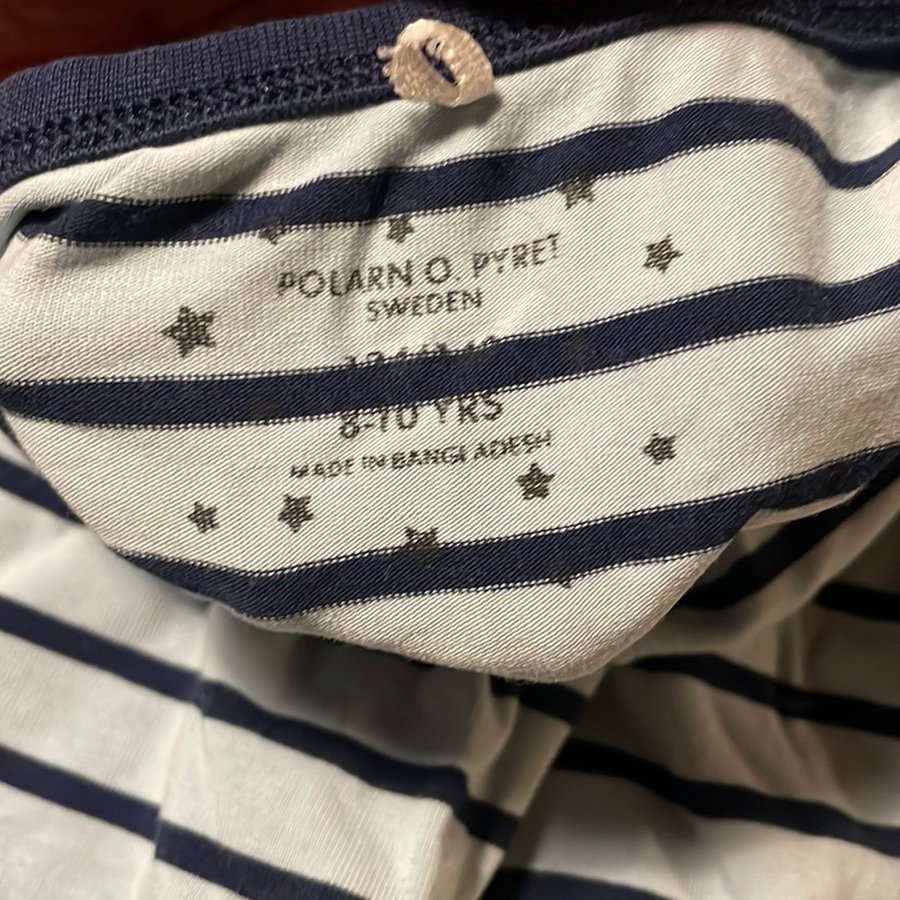 POLARN O. PYRET
SWEDEN
8-10 YRS
MADE IN BANGLADESH